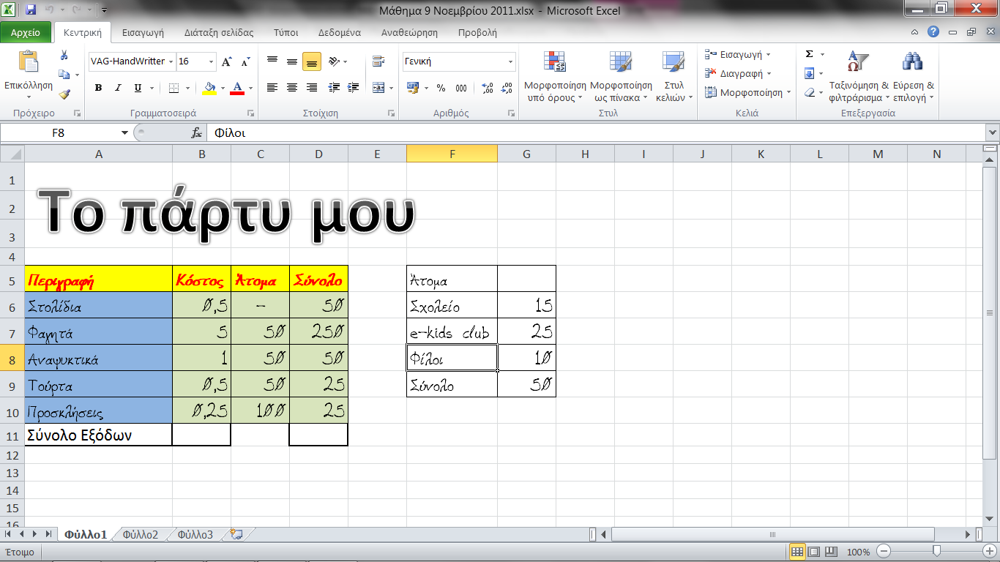 Μάθημα 9 Νοεμβρίου 2011.xlsx - Microsoft Excel
Αρχείο Κεντρική Εισαγωγή Διάταξη σελίδας Τύποι Δεδομένα Αναθεώρηση Προβολή
VAG-HandWritten 16 Γενική Σ Εισαγωγή
Διαγραφή
Επικόλληση B I U A % 000 Μορφοποίηση υπό όρους Μορφοποίηση ως πίνακα Στυλ κελιών Μορφοποίηση Ταξινόμηση & φιλτράρισμα Εύρεση & επιλογή
Πρόχειρο Γραμματοσειρά Στοίχιση Αριθμός Στυλ Κελιά Επεξεργασία
F8 fx Φίλοι
A B C D E F G H I J K L M N
1
2 Το πάρτυ μου
3
4
5 Περιγραφή Κόστος Άτομα Σύνολο Άτομα
6 Στολίδια 0,5 - 50 Σχολείο 15
7 Φαγητά 5 50 250 e-kids club 25
8 Αναψυκτικά 1 50 50 Φίλοι 10
9 Τούρτα 0,5 50 25 Σύνολο 50
10 Προσκλήσεις 0,25 100 25
11 Σύνολο Εξόδων
12
13
14
15
16
Φύλλο1 Φύλλο2 Φύλλο3
Έτοιμο 100%